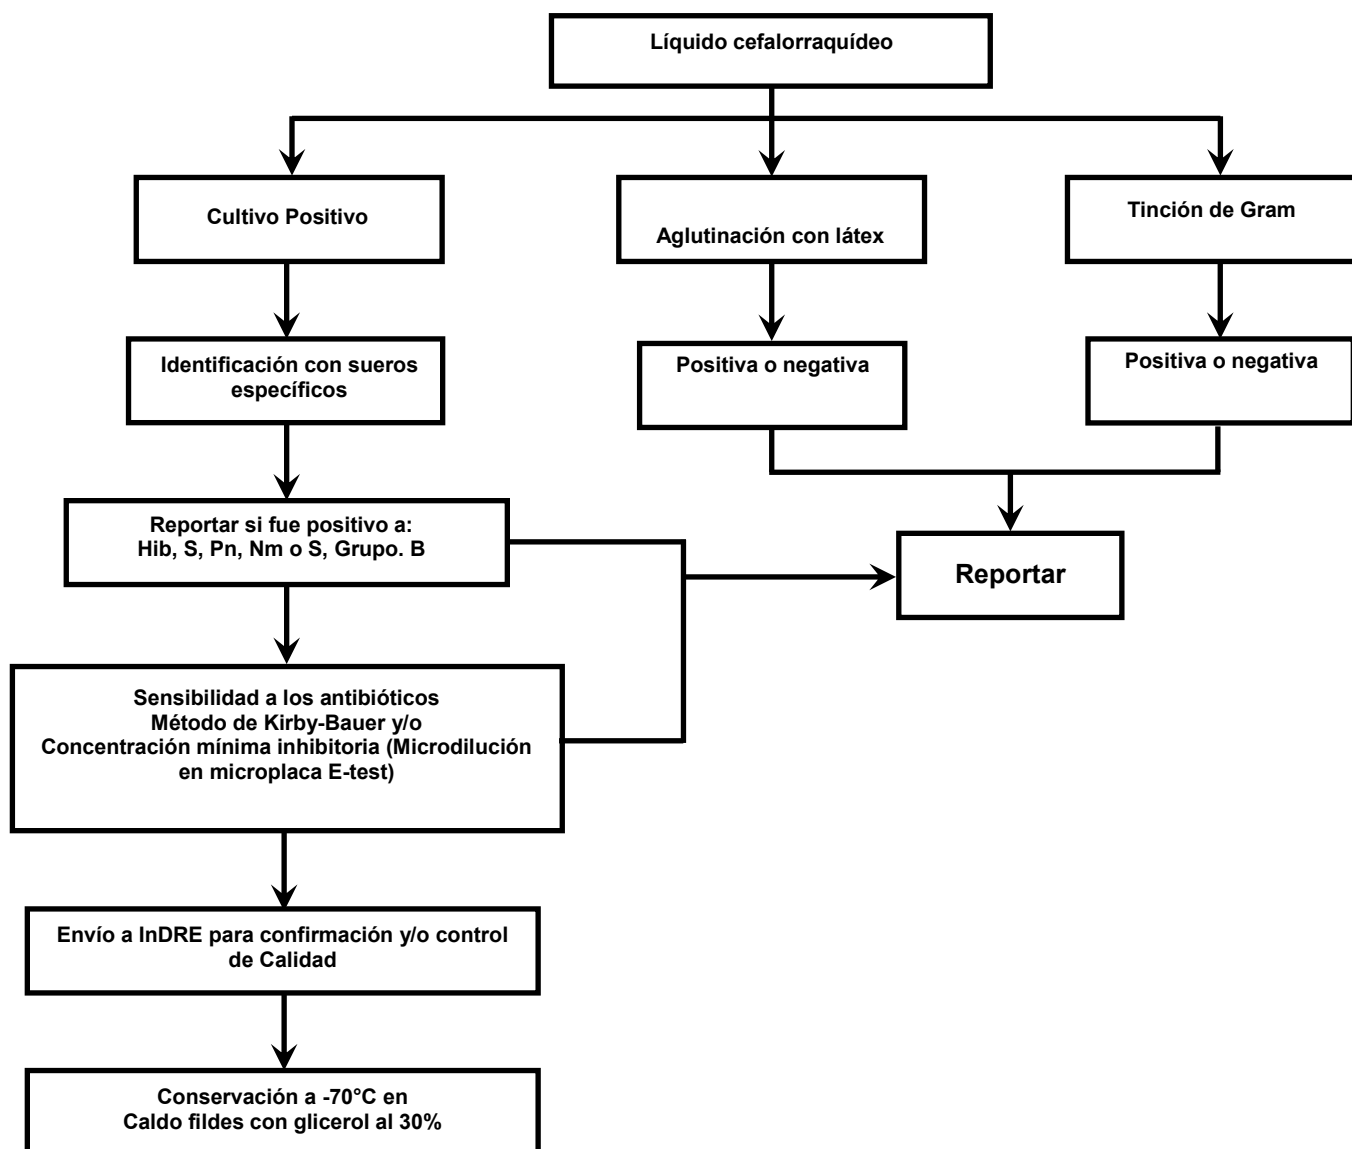 Líquido cefalorraquídeo
Cultivo Positivo
Aglutinación con látex
Tinción de Gram
Identificación con sueros
específicos
Positiva o negativa
Positiva o negativa
Reportar si fue positivo a:
Hib, S, Pn, Nm o S, Grupo. B
Reportar
Sensibilidad a los antibióticos
Método de Kirby-Bauer y/o
Concentración mínima inhibitoria (Microdilución
en microplaca E-test)
Envío a InDRE para confirmación y/o control
de Calidad
Conservación a -70°C en
Caldo fildes con glicerol al 30%